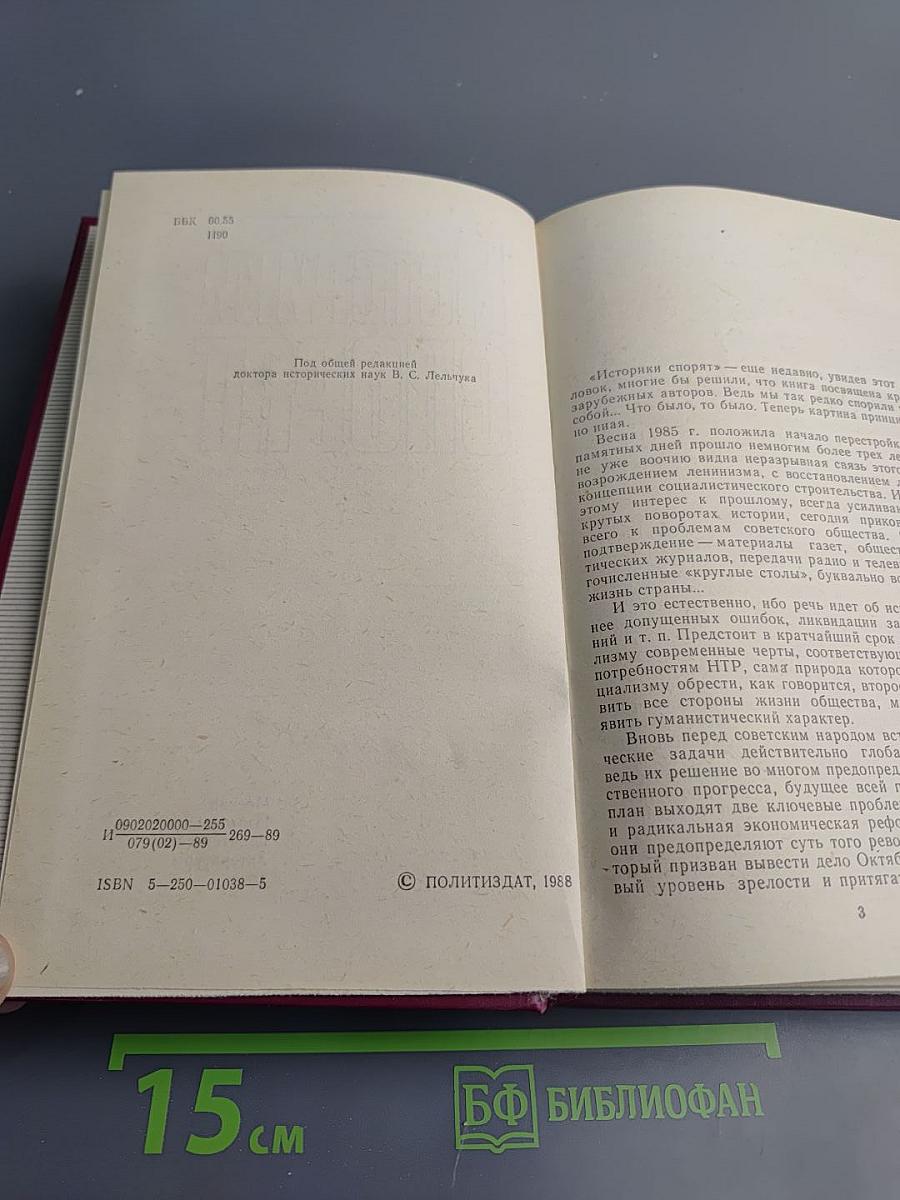 ББК 60.55
И90
Под общей редакцией
доктора исторических наук В. С. Лельчука
И 0902020000—255
079(02)—89 269—89
ISBN 5—250—01038—5
© ПОЛИТИЗДАТ, 1988
«Историки спорят» — еще недавно, увидев этот
ловок, многие бы решили, что книга посвящена
зарубежных авторов. Ведь мы так редко спорили
собой... Что было, то было. Теперь картина принци
но иная.
Весна 1985 г. положила начало перестройк
памятных дней прошло немногим более трех ле
не уже воочию видна неразрывная связь этого
возрождением ленинизма, с восстановлением
концепции социалистического строительства. И
этому интерес к прошлому, всегда усиливаю
крутых поворотах истории, сегодня прико
всего к проблемам советского общества.
подтверждение — материалы газет, общест
тических журналов, передачи радио и телев
гочисленные «круглые столы», буквально в
жизнь страны...
И это естественно, ибо речь идет об ис
нее допущенных ошибок, ликвидации за
ний и т. п. Предстоит в кратчайший срок
лизму современные черты, соответствующ
потребностям НТР, сама природа которо
циализму обрести, как говорится, второ
вить все стороны жизни общества, м
явить гуманистический характер.
Вновь перед советским народом вст
ческие задачи действительно глоба
ведь их решение во многом предопред
ственного прогресса, будущее всей п
план выходят две ключевые пробле
и радикальная экономическая рефо
они предопределяют суть того рево
торый призван вывести дело Октяб
вый уровень зрелости и притяга
3
15 см
БФ БИБЛИОФАН